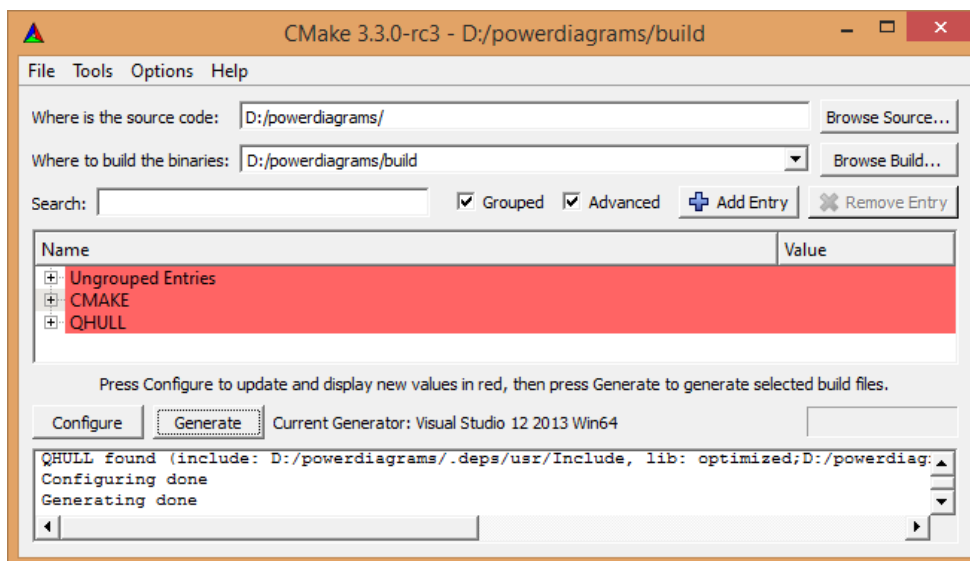 CMake 3.3.0-rc3 - D:/powerdiagrams/build
File Tools Options Help
Where is the source code: D:/powerdiagrams/ Browse Source...
Where to build the binaries: D:/powerdiagrams/build Browse Build...
Search: Grouped Advanced Add Entry Remove Entry
Name Value
Ungrouped Entries
CMAKE
QHULL
Press Configure to update and display new values in red, then press Generate to generate selected build files.
Configure Generate Current Generator: Visual Studio 12 2013 Win64
QHULL found (include: D:/powerdiagrams/.deps/usr/Include, lib: optimized;D:/powerdiag
Configuring done
Generating done